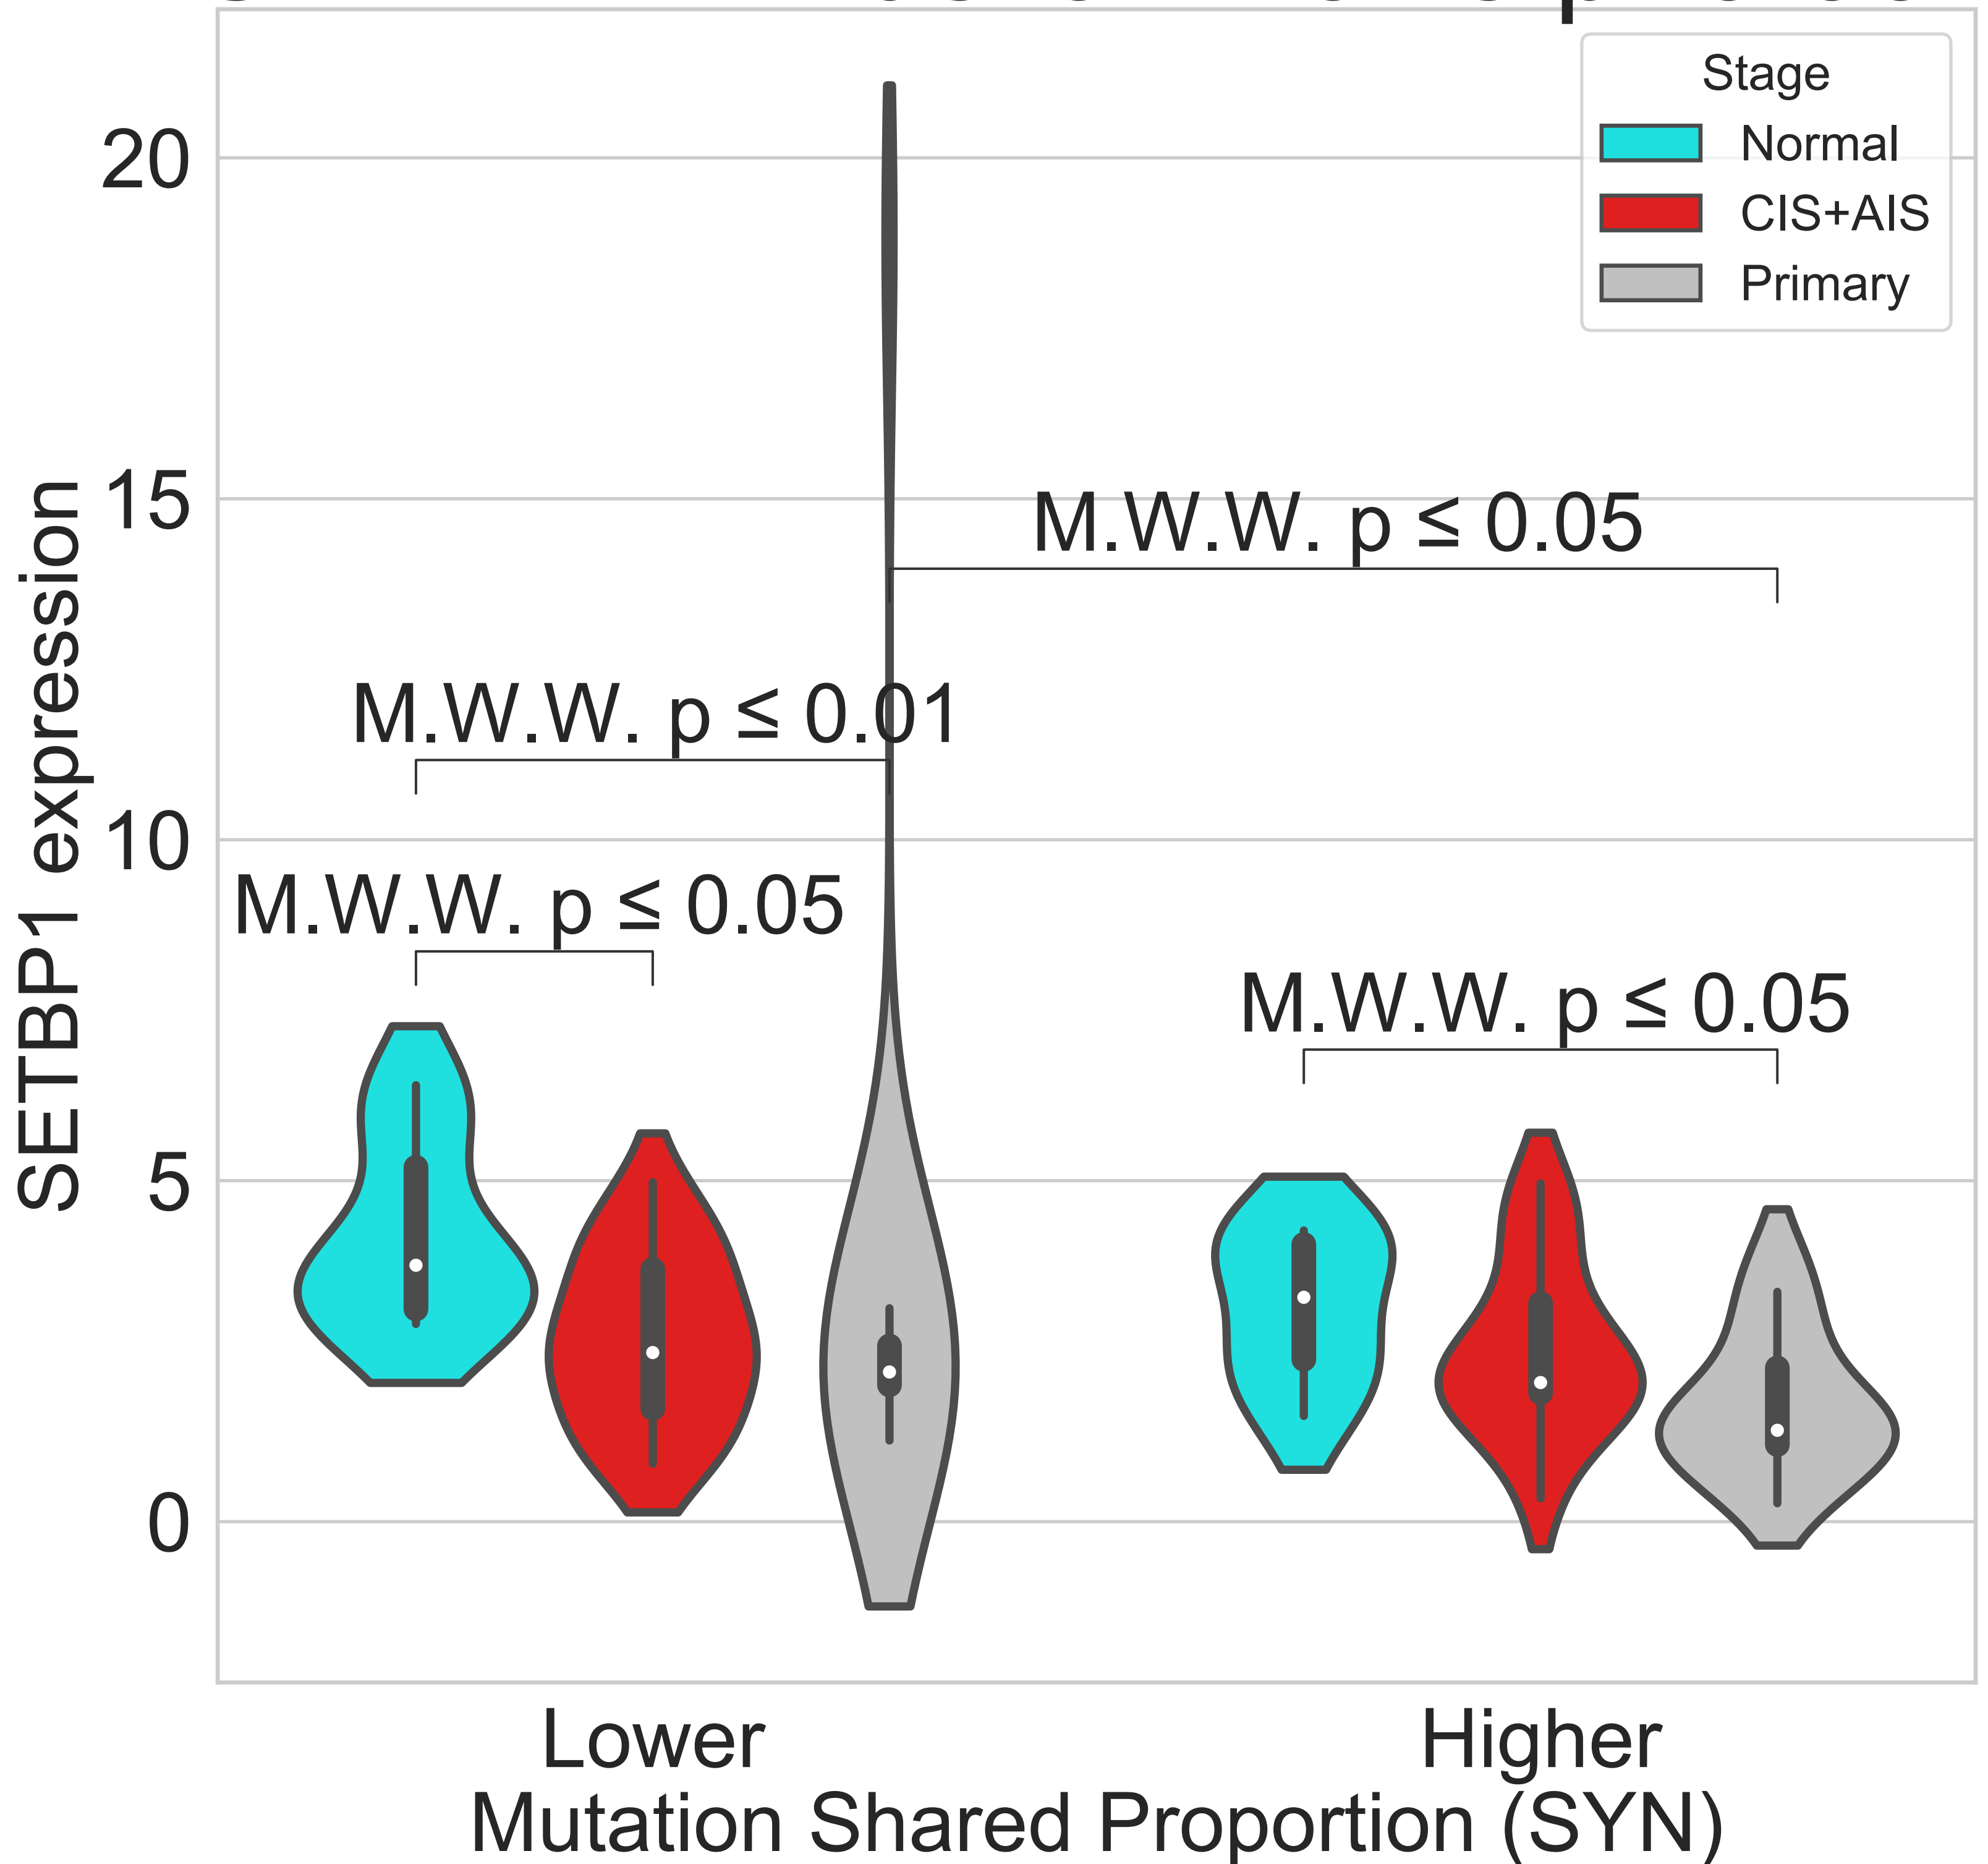 Stage
Normal
CIS+AIS
Primary
20
15
10
5
0
SETBP1 expression
M.W.W. p ≤ 0.05
M.W.W. p ≤ 0.01
M.W.W. p ≤ 0.05
M.W.W. p ≤ 0.05
Lower
Higher
Mutation Shared Proportion (SYN)